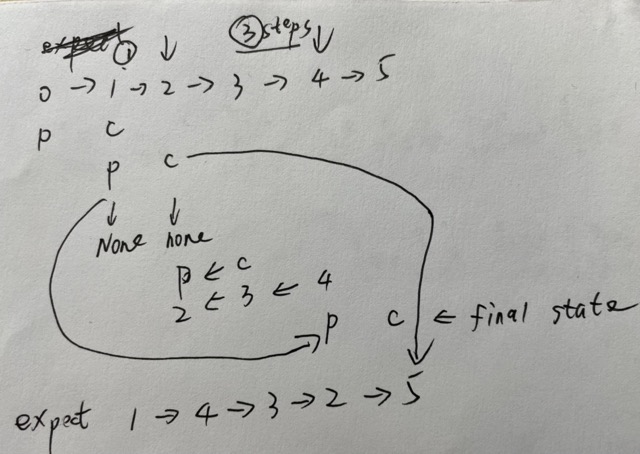 expect ① ↓ ③ steps ↓
0 → 1 → 2 → 3 → 4 → 5
p c
p c
↓ ↓
None none
p ← c
2 ← 3 ← 4
p c ← final state
expect 1 → 4 → 3 → 2 → 5